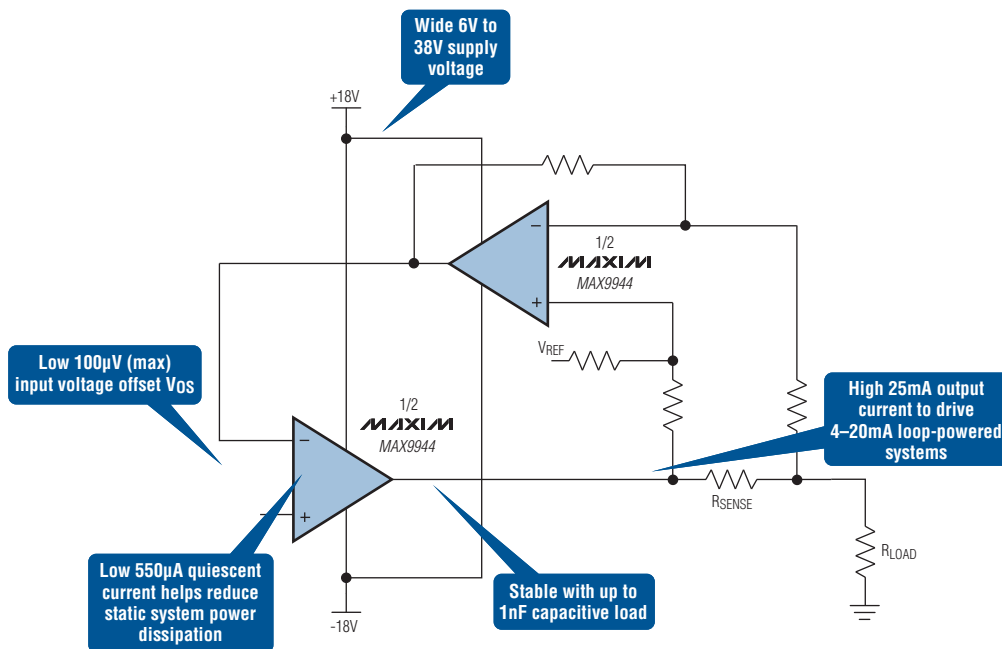 Wide 6V to
38V supply
voltage
+18V
1/2
MAXIM
MAX9944
VREF
Low 100µV (max)
input voltage offset VOS
1/2
MAXIM
MAX9944
High 25mA output
current to drive
4–20mA loop-powered
systems
RSENSE
RLOAD
Low 550µA quiescent
current helps reduce
static system power
dissipation
Stable with up to
1nF capacitive load
-18V